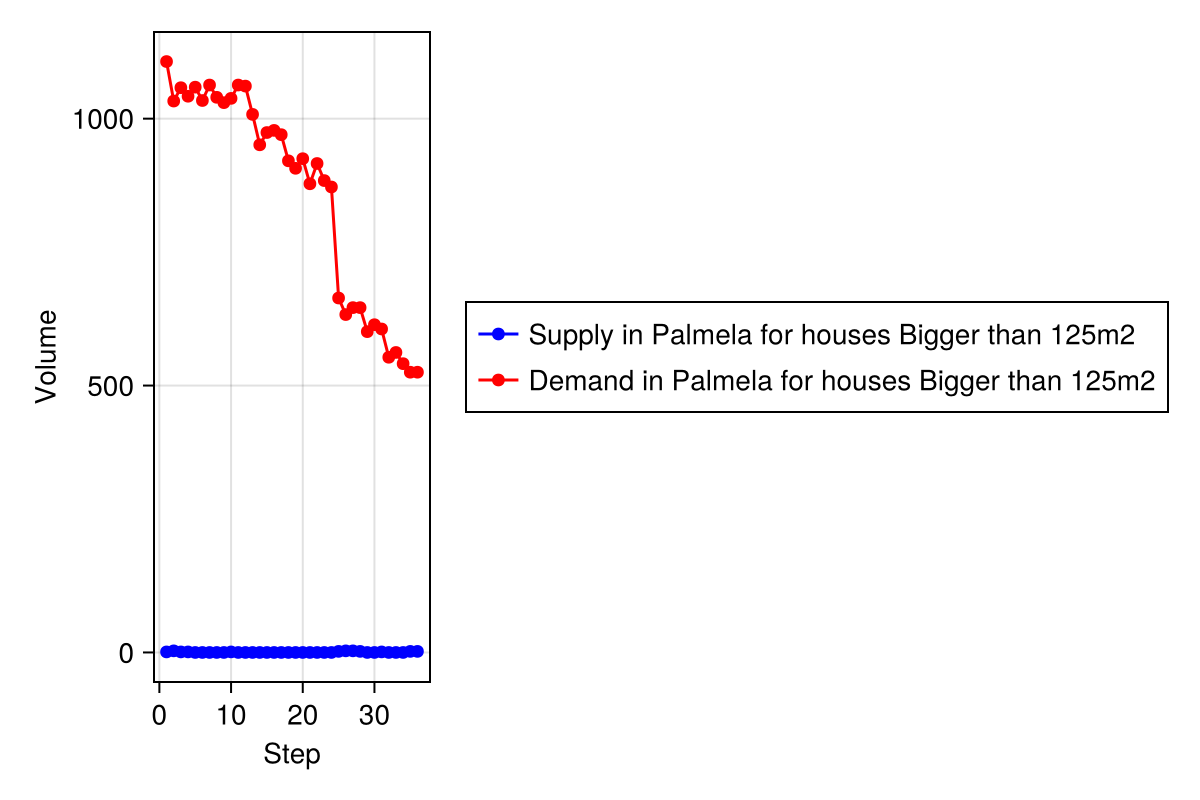 1000
500
0
Volume
0 10 20 30
Step
Supply in Palmela for houses Bigger than 125m2
Demand in Palmela for houses Bigger than 125m2